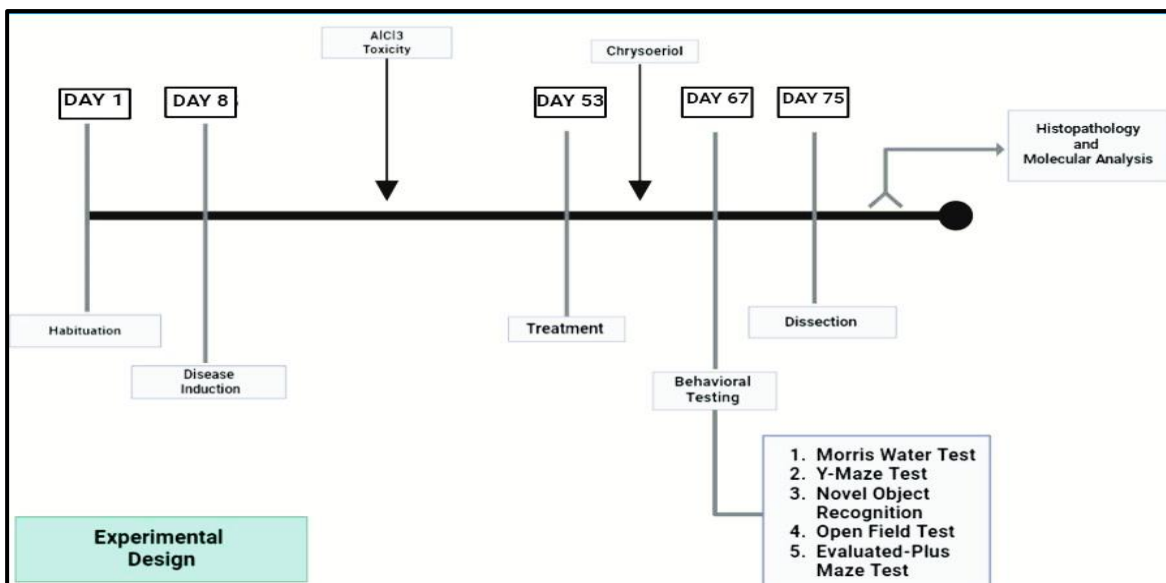 AlCl3
Toxicity
Chrysoeriol
DAY 1
DAY 8
DAY 53
DAY 67
DAY 75
Histopathology
and
Molecular Analysis
Habituation
Treatment
Dissection
Disease
Induction
Behavioral
Testing
1. Morris Water Test
2. Y-Maze Test
3. Novel Object
Recognition
4. Open Field Test
5. Evaluated-Plus
Maze Test
Experimental
Design